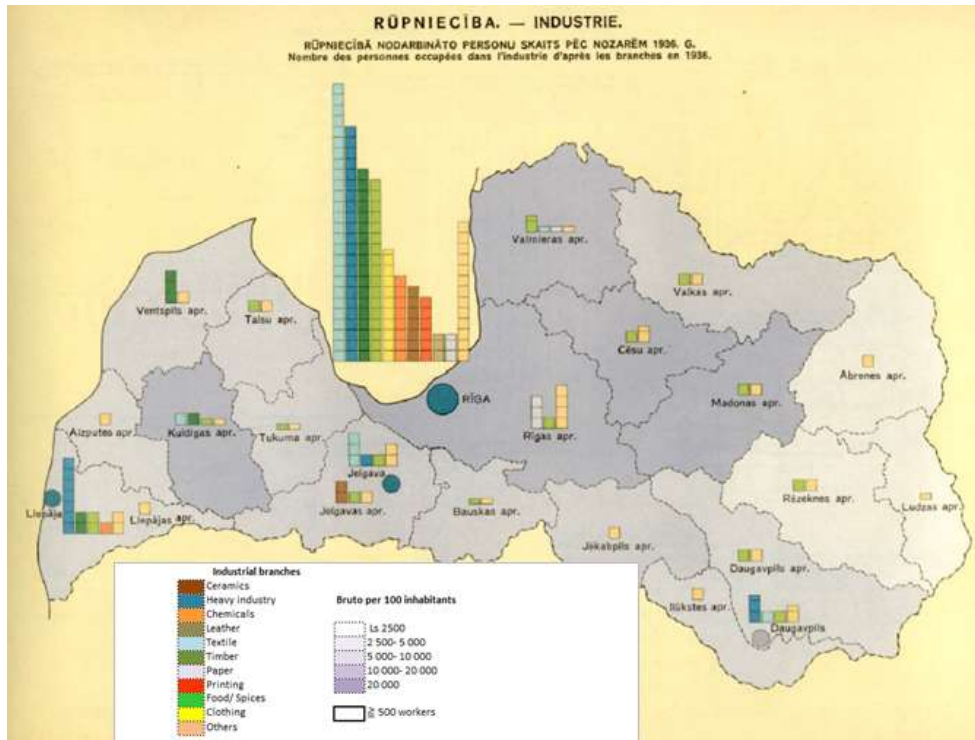 RŪPNIECĪBA. — INDUSTRIE.
RŪPNIECĪBĀ NODARBINĀTO PERSONU SKAITS PĒC NOZARĒM 1936. G.
Nombre des personnes occupées dans l'industrie d'après les branches en 1936.
Valmieras apr.
Valkas apr.
Ventspils apr.
Talsu apr.
Cēsu apr.
Ābrenes apr.
RĪGA
Madonas apr.
Aizputes apr.
Kuldīgas apr.
Tukuma apr.
Rīgas apr.
Jelgava
Rēzeknes apr.
Ludzas apr.
Liepāja
Liepājas apr.
Jelgavas apr.
Bauskas apr.
Jēkabpils apr.
Daugavpils apr.
Ilūkstes apr.
Daugavpils
Industrial branches
Ceramics
Heavy industry
Chemicals
Leather
Textile
Timber
Paper
Printing
Food/ Spices
Clothing
Others
Bruto per 100 inhabitants
Ls 2500
2 500- 5 000
5 000- 10 000
10 000- 20 000
20 000
500 workers